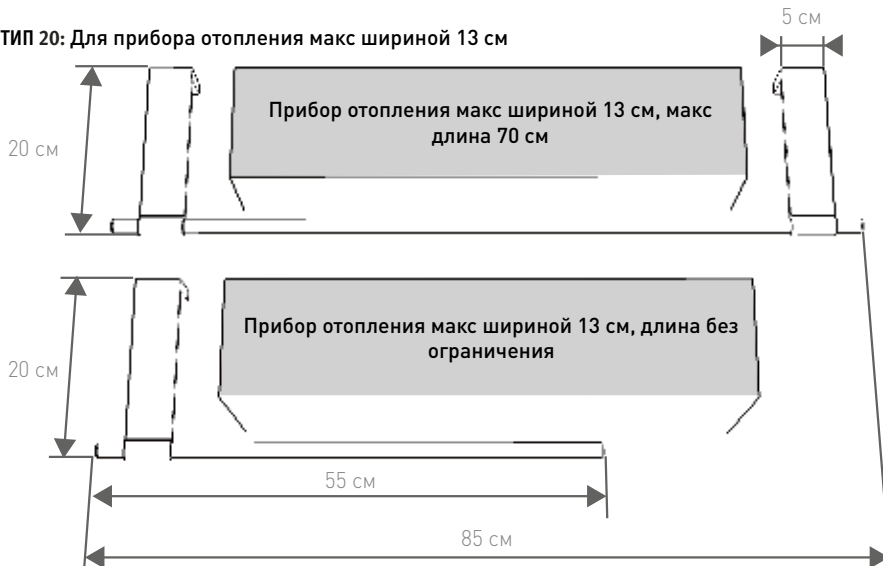 ТИП 20: Для прибора отопления макс шириной 13 см
5 см
Прибор отопления макс шириной 13 см, макс
длина 70 см
20 см
Прибор отопления макс шириной 13 см, длина без
ограничения
20 см
55 см
85 см